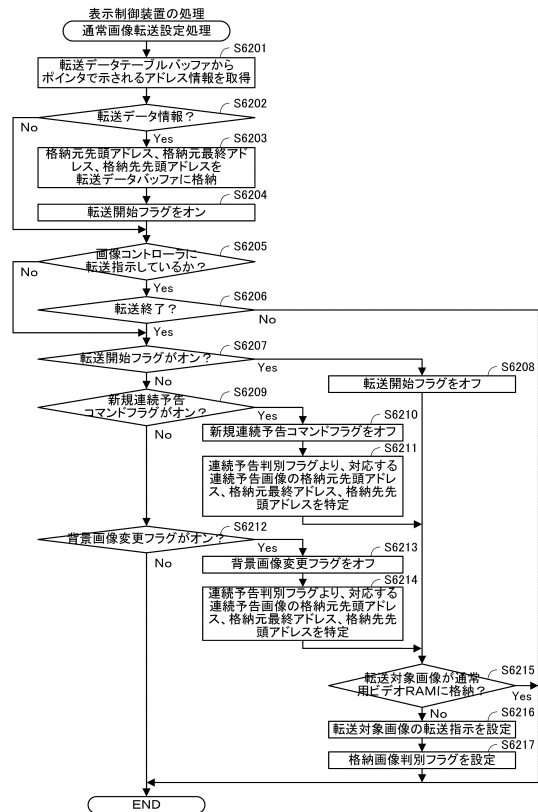 表示制御装置の処理
通常画像転送設定処理
S6201
転送データテーブルバッファから
ポインタで示されるアドレス情報を取得
S6202
転送データ情報？
No
Yes
S6203
格納元先頭アドレス、格納元最終アド
レス、格納先先頭アドレスを
転送データバッファに格納
S6204
転送開始フラグをオン
S6205
画像コントローラに
転送指示しているか？
No
Yes
S6206
転送終了？
No
Yes
S6207
転送開始フラグがオン？
Yes
No
S6208
転送開始フラグをオフ
S6209
新規連続予告
コマンドフラグがオン？
Yes
No
S6210
新規連続予告コマンドフラグをオフ
S6211
連続予告判別フラグより、対応する
連続予告画像の格納元先頭アドレ
ス、格納元最終アドレス、格納先先
頭アドレスを特定
S6212
背景画像変更フラグがオン？
Yes
No
S6213
背景画像変更フラグをオフ
S6214
連続予告判別フラグより、対応する
連続予告画像の格納元先頭アドレ
ス、格納元最終アドレス、格納先先
頭アドレスを特定
S6215
転送対象画像が通常
用ビデオRAMに格納？
Yes
No
S6216
転送対象画像の転送指示を設定
S6217
格納画像判別フラグを設定
END